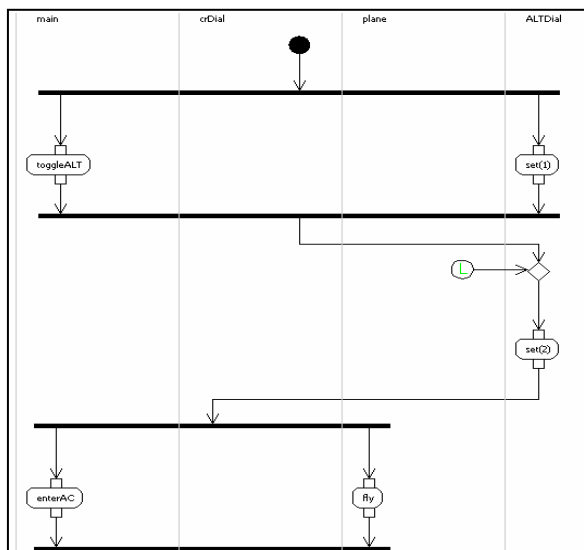 main
crDial
plane
ALTDial
toggleALT
set(1)
L
set(2)
enterAC
fly